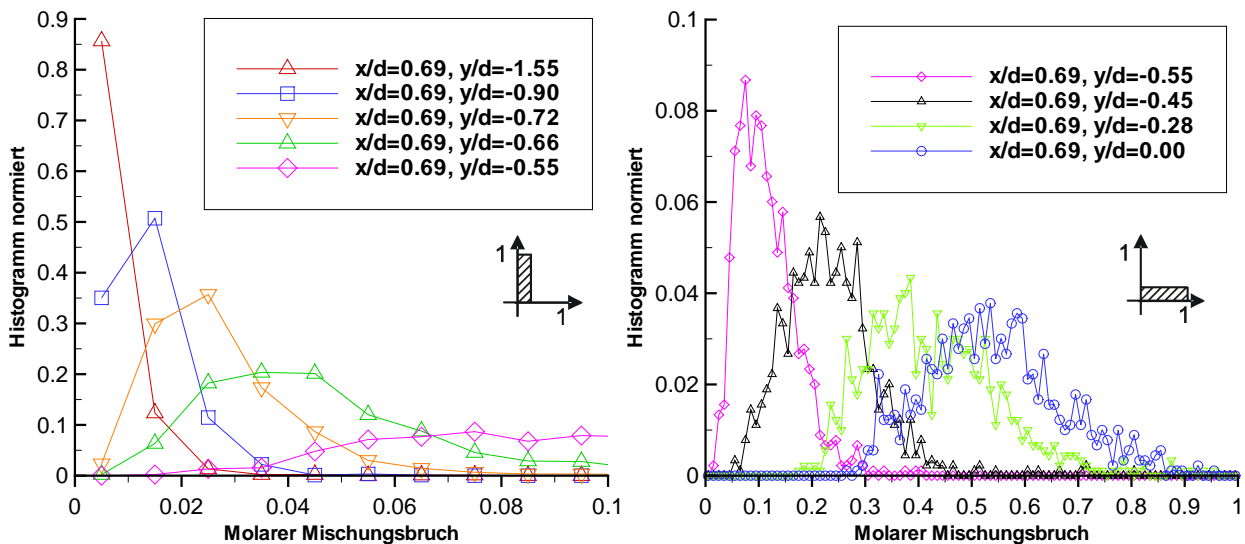 0.9
0.8
0.7
0.6
0.5
0.4
0.3
0.2
0.1
0
Histogramm normiert
x/d=0.69, y/d=-1.55
x/d=0.69, y/d=-0.90
x/d=0.69, y/d=-0.72
x/d=0.69, y/d=-0.66
x/d=0.69, y/d=-0.55
1
1
0 0.02 0.04 0.06 0.08 0.1
Molarer Mischungsbruch
0.1
0.08
0.06
0.04
0.02
0
Histogramm normiert
x/d=0.69, y/d=-0.55
x/d=0.69, y/d=-0.45
x/d=0.69, y/d=-0.28
x/d=0.69, y/d=0.00
1
1
0 0.1 0.2 0.3 0.4 0.5 0.6 0.7 0.8 0.9 1
Molarer Mischungsbruch